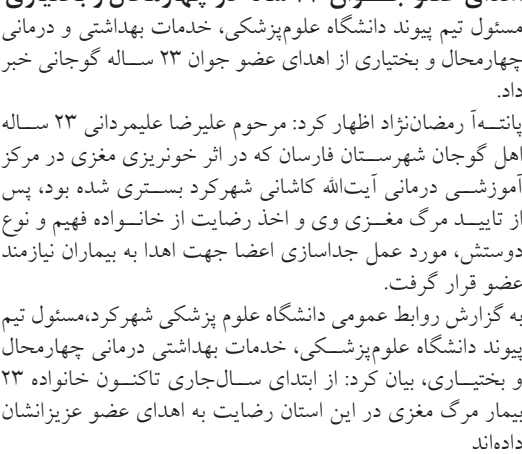 مسئول تیم پیوند دانشگاه علوم‌پزشکی، خدمات بهداشتی و درمانی
چهارمحال و بختیاری از اهدای عضو جوان ۲۳ ساله گوجانی خبر
داد.
پانته‌آ رمضان‌نژاد اظهار کرد: مرحوم علیرضا علیمردانی ۲۳ ساله
اهل گوجان شهرستان فارسان که در اثر خونریزی مغزی در مرکز
آموزشی درمانی آیت‌الله کاشانی شهرکرد بستری شده بود، پس
از تایید مرگ مغزی وی و اخذ رضایت از خانواده فهیم و نوع
دوستش، مورد عمل جداسازی اعضا جهت اهدا به بیماران نیازمند
عضو قرار گرفت.
به گزارش روابط عمومی دانشگاه علوم پزشکی شهرکرد،مسئول تیم
پیوند دانشگاه علوم‌پزشکی، خدمات بهداشتی درمانی چهارمحال
و بختیاری، بیان کرد: از ابتدای سال‌جاری تاکنون خانواده ۲۳
بیمار مرگ مغزی در این استان رضایت به اهدای عضو عزیزانشان
داده‌اند